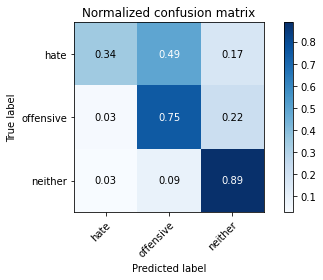 Normalized confusion matrix
True label
hate 0.34 0.49 0.17
offensive 0.03 0.75 0.22
neither 0.03 0.09 0.89
hate offensive neither
Predicted label
0.8
0.7
0.6
0.5
0.4
0.3
0.2
0.1